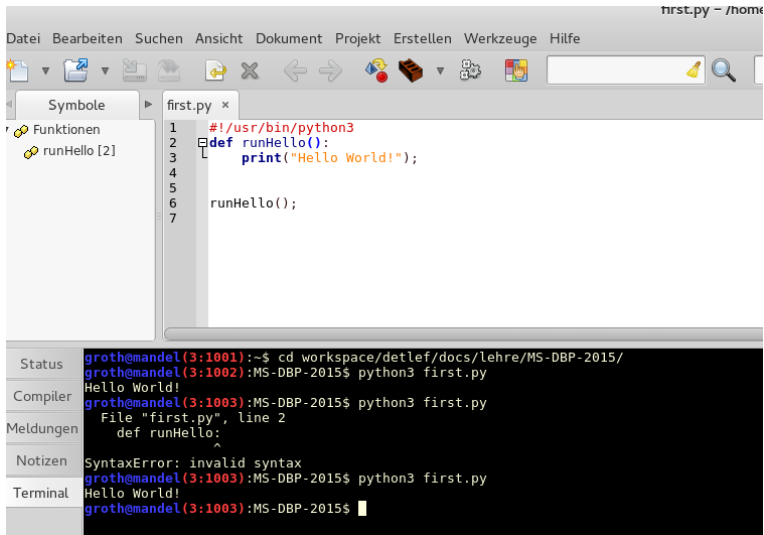 first.py - /home
Datei Bearbeiten Suchen Ansicht Dokument Projekt Erstellen Werkzeuge Hilfe
Symbole
first.py ×
Funktionen
runHello [2]
1 #!/usr/bin/python3
2 def runHello():
3     print("Hello World!");
4
5
6 runHello();
7
Status
Compiler
Meldungen
Notizen
Terminal
groth@mandel(3:1001):~$ cd workspace/detlef/docs/lehre/MS-DBP-2015/
groth@mandel(3:1002):MS-DBP-2015$ python3 first.py
Hello World!
groth@mandel(3:1003):MS-DBP-2015$ python3 first.py
  File "first.py", line 2
    def runHello:
                ^
SyntaxError: invalid syntax
groth@mandel(3:1003):MS-DBP-2015$ python3 first.py
Hello World!
groth@mandel(3:1003):MS-DBP-2015$